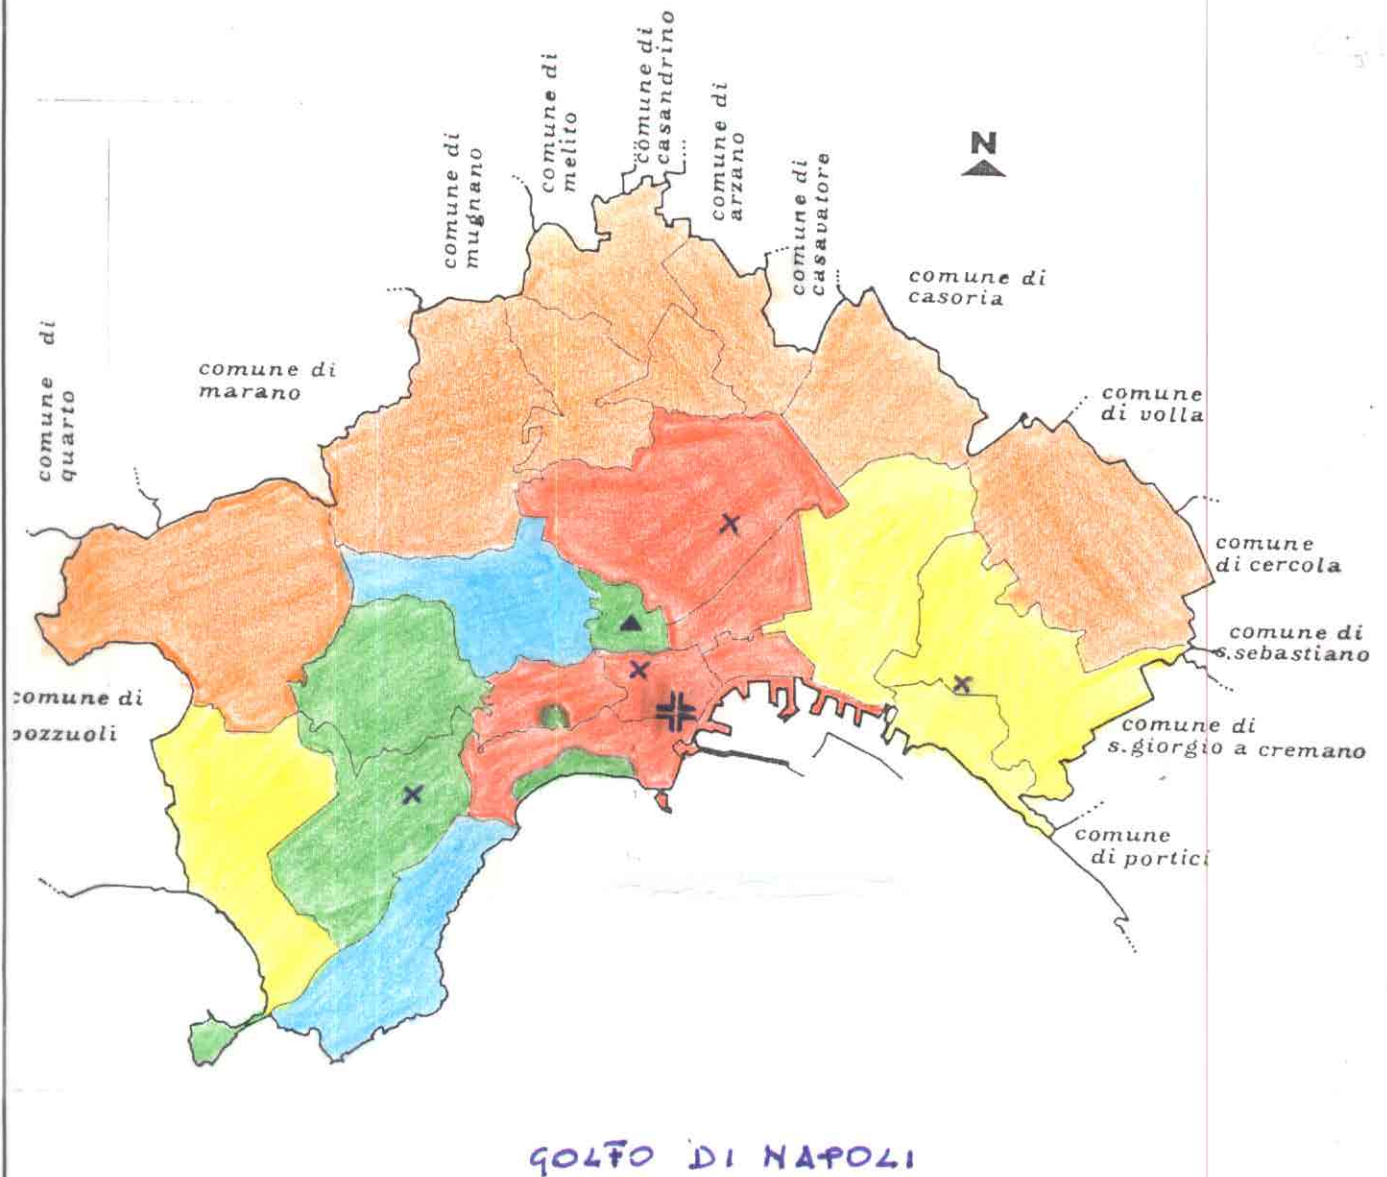 comune di
casandrino
comune di
melito
comune di
arzano
comune di
mugnano
comune di
casavatore
N
comune di
casoria
comune di
quarto
comune di
marano
comune
di volla
comune
di cercola
comune di
s.sebastiano
comune di
pozzuoli
comune di
s.giorgio a cremano
comune
di portici
GOLFO DI NAPOLI